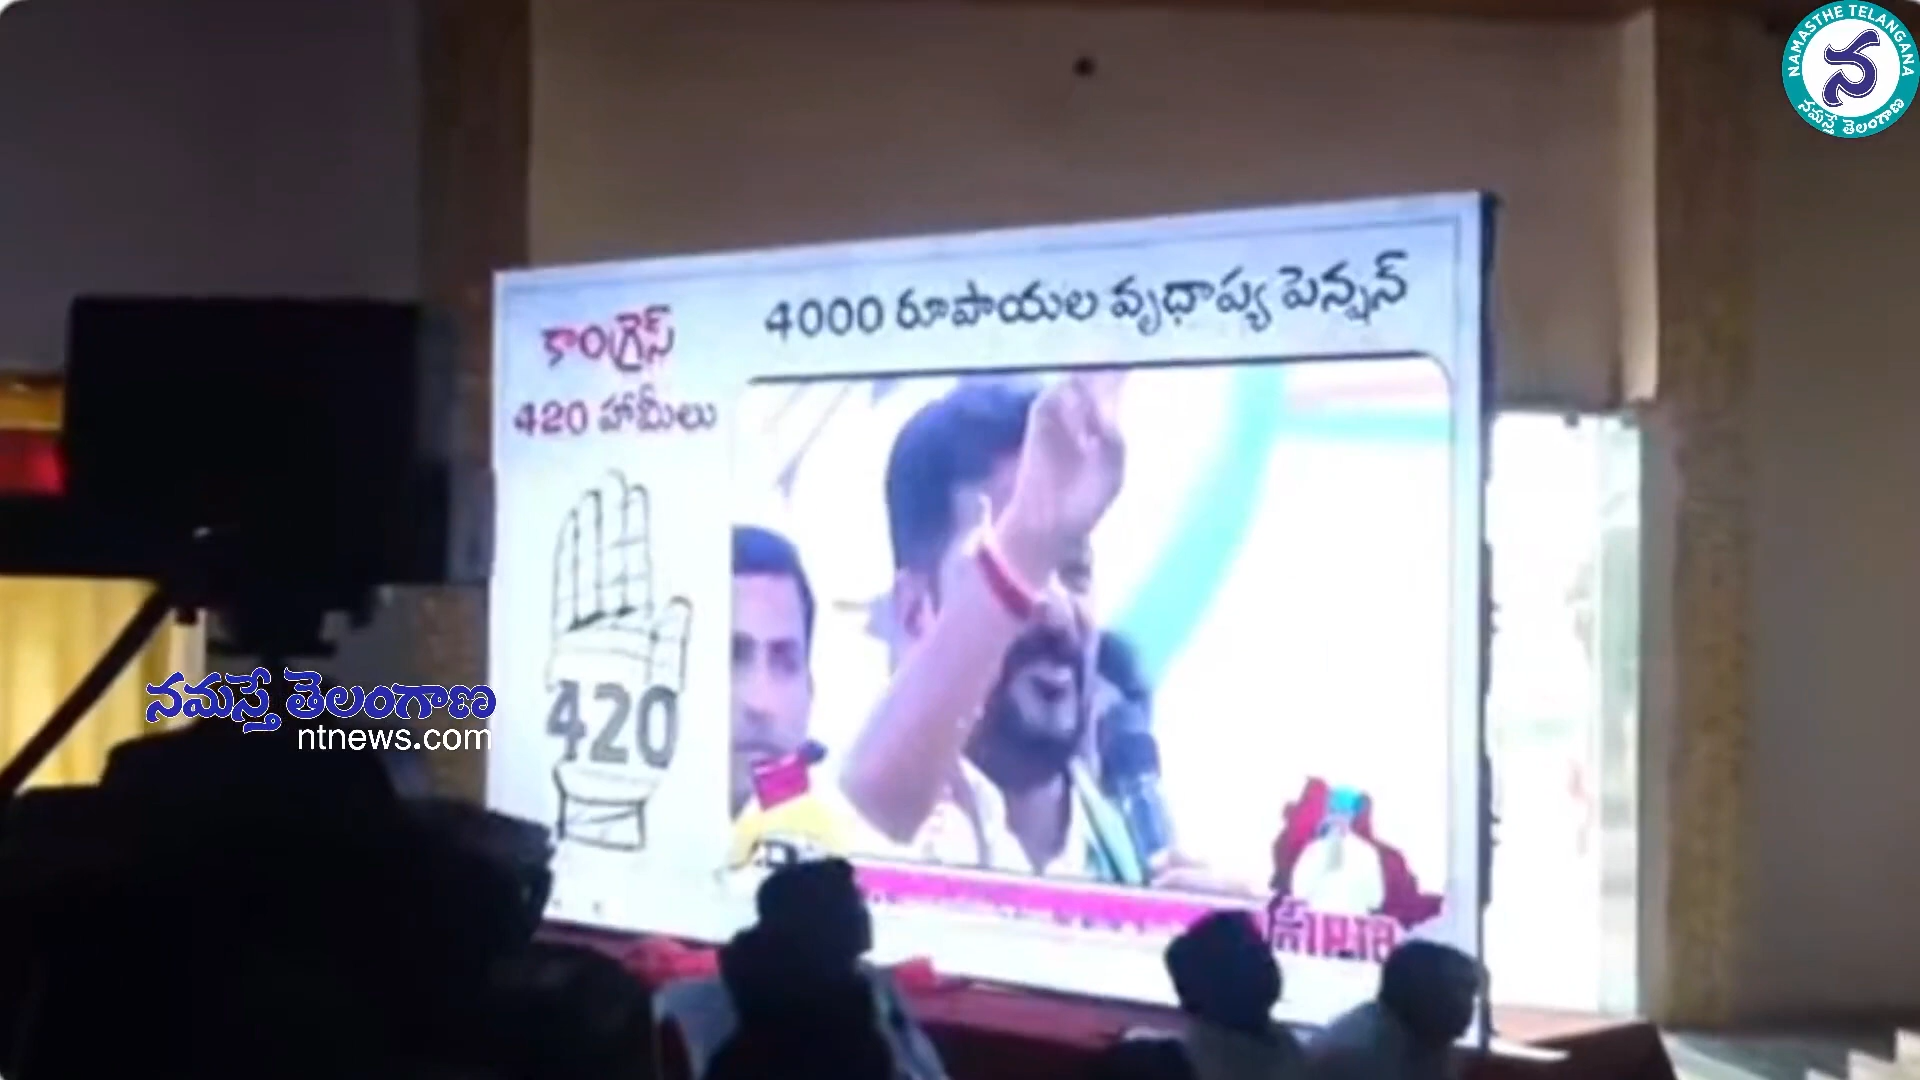 NAMASTHE TELANGANA
న
నమస్తే తెలంగాణ
4000 రూపాయల వృధాప్య పెన్షన్
కాంగ్రెస్
420 హామీలు
420
నమస్తే తెలంగాణ
ntnews.com